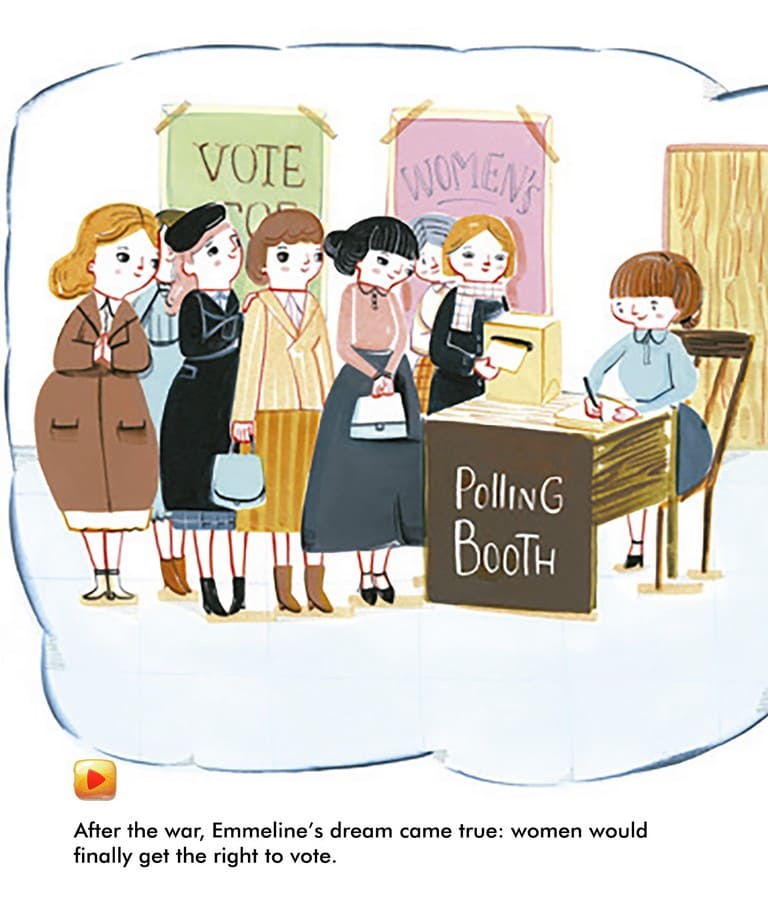 VOTE
FOR
WOMEN'S
POLLING
BOOTH
After the war, Emmeline's dream came true: women would
finally get the right to vote.